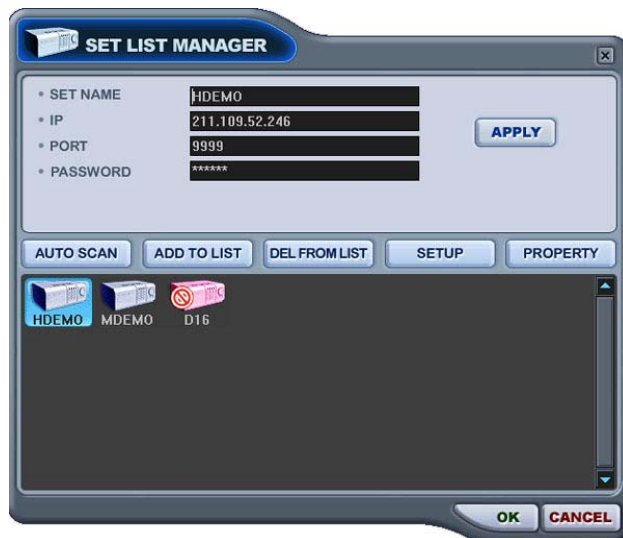 SET LIST MANAGER
• SET NAME HDEMO
• IP 211.109.52.246
• PORT 9999
• PASSWORD ******
APPLY
AUTO SCAN ADD TO LIST DEL FROM LIST SETUP PROPERTY
HDEMO MDEMO D16
OK CANCEL